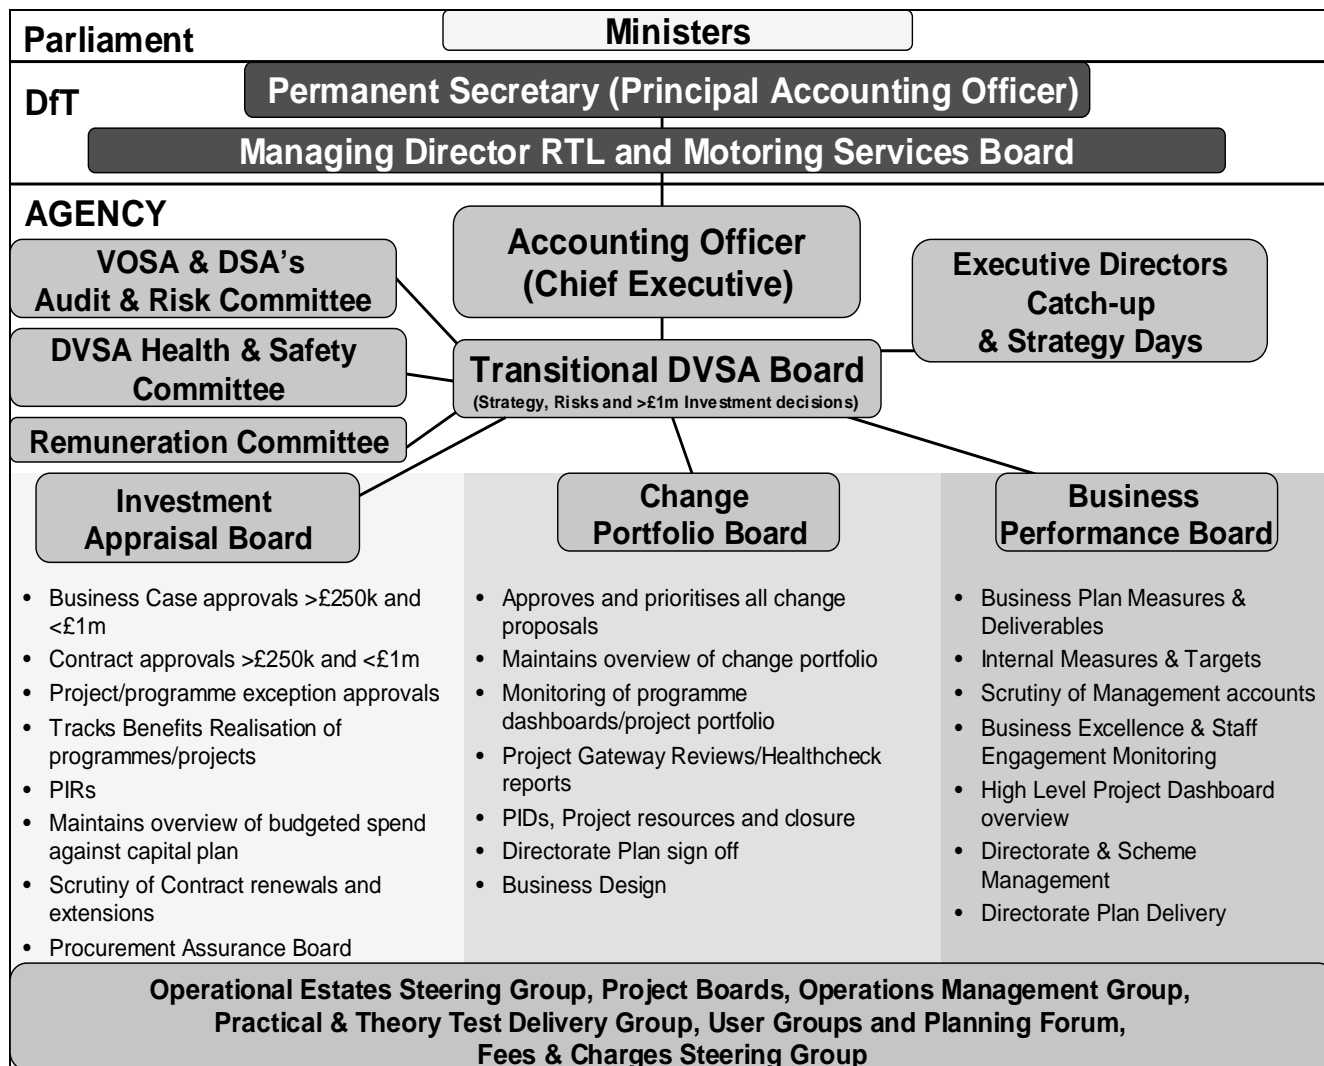 Parliament
Ministers
DfT
Permanent Secretary (Principal Accounting Officer)
Managing Director RTL and Motoring Services Board
AGENCY
VOSA & DSA's
Audit & Risk Committee
Accounting Officer
(Chief Executive)
Executive Directors
Catch-up
& Strategy Days
DVSA Health & Safety
Committee
Transitional DVSA Board
(Strategy, Risks and >£1m Investment decisions)
Remuneration Committee
Investment
Appraisal Board
• Business Case approvals >£250k and
<£1m
• Contract approvals >£250k and <£1m
• Project/programme exception approvals
• Tracks Benefits Realisation of
programmes/projects
• PIRs
• Maintains overview of budgeted spend
against capital plan
• Scrutiny of Contract renewals and
extensions
• Procurement Assurance Board
Change
Portfolio Board
• Approves and prioritises all change
proposals
• Maintains overview of change portfolio
• Monitoring of programme
dashboards/project portfolio
• Project Gateway Reviews/Healthcheck
reports
• PIDs, Project resources and closure
• Directorate Plan sign off
• Business Design
Business
Performance Board
• Business Plan Measures &
Deliverables
• Internal Measures & Targets
• Scrutiny of Management accounts
• Business Excellence & Staff
Engagement Monitoring
• High Level Project Dashboard
overview
• Directorate & Scheme
Management
• Directorate Plan Delivery
Operational Estates Steering Group, Project Boards, Operations Management Group,
Practical & Theory Test Delivery Group, User Groups and Planning Forum,
Fees & Charges Steering Group